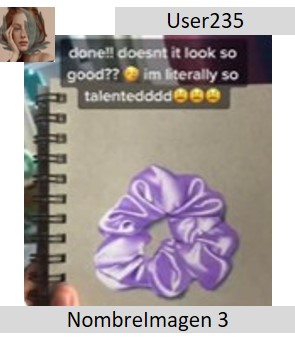 User235
done!! doesnt it look so
good?? 🥴 im literally so
talentedddd😩😩😩
NombreImagen 3